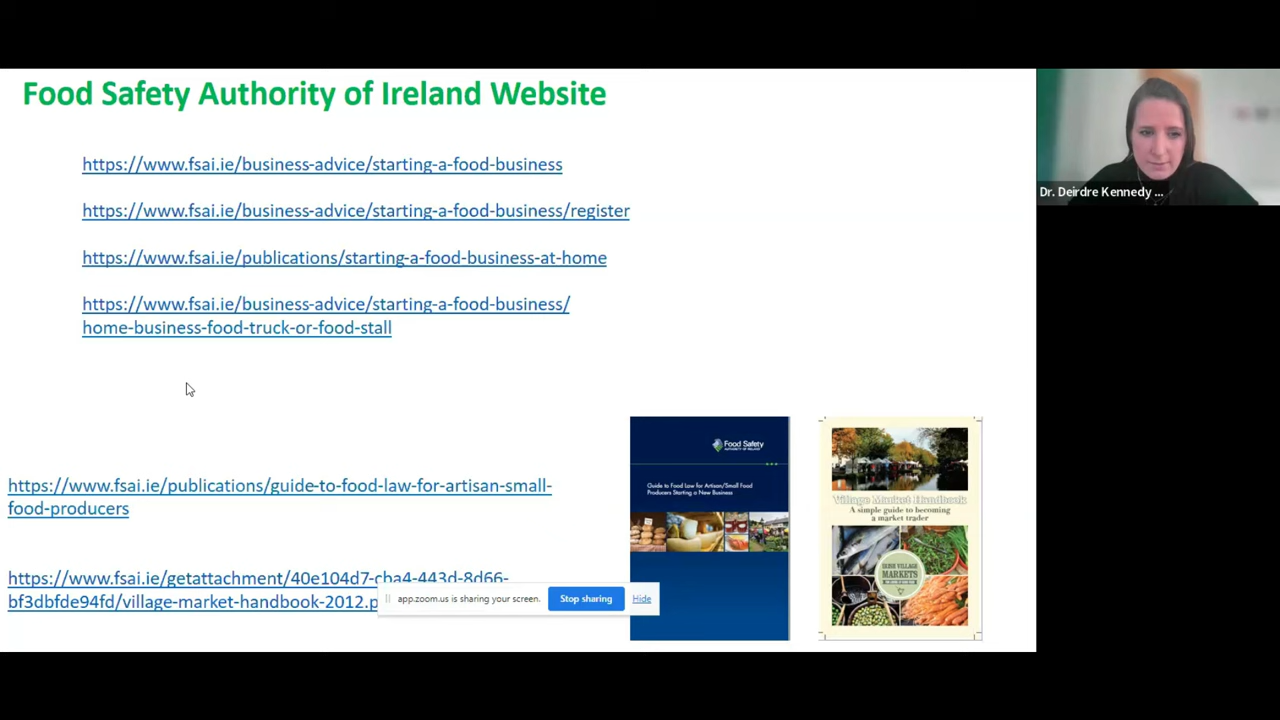 Food Safety Authority of Ireland Website
https://www.fsai.ie/business-advice/starting-a-food-business
https://www.fsai.ie/business-advice/starting-a-food-business/register
https://www.fsai.ie/publications/starting-a-food-business-at-home
https://www.fsai.ie/business-advice/starting-a-food-business/
home-business-food-truck-or-food-stall
https://www.fsai.ie/publications/guide-to-food-law-for-artisan-small-
food-producers
https://www.fsai.ie/getattachment/40e104d7-cba4-443d-8d66-
bf3dbfde94fd/village-market-handbook-2012.p
app.zoom.us is sharing your screen.
Stop sharing
Hide
Food Safety
AUTHORITY OF IRELAND
Guide to Food Law for Artisan/Small Food
Producers Starting a New Business
Village Market Handbook
A simple guide to becoming
a market trader
IRISH VILLAGE
MARKETS
Dr. Deirdre Kennedy ...